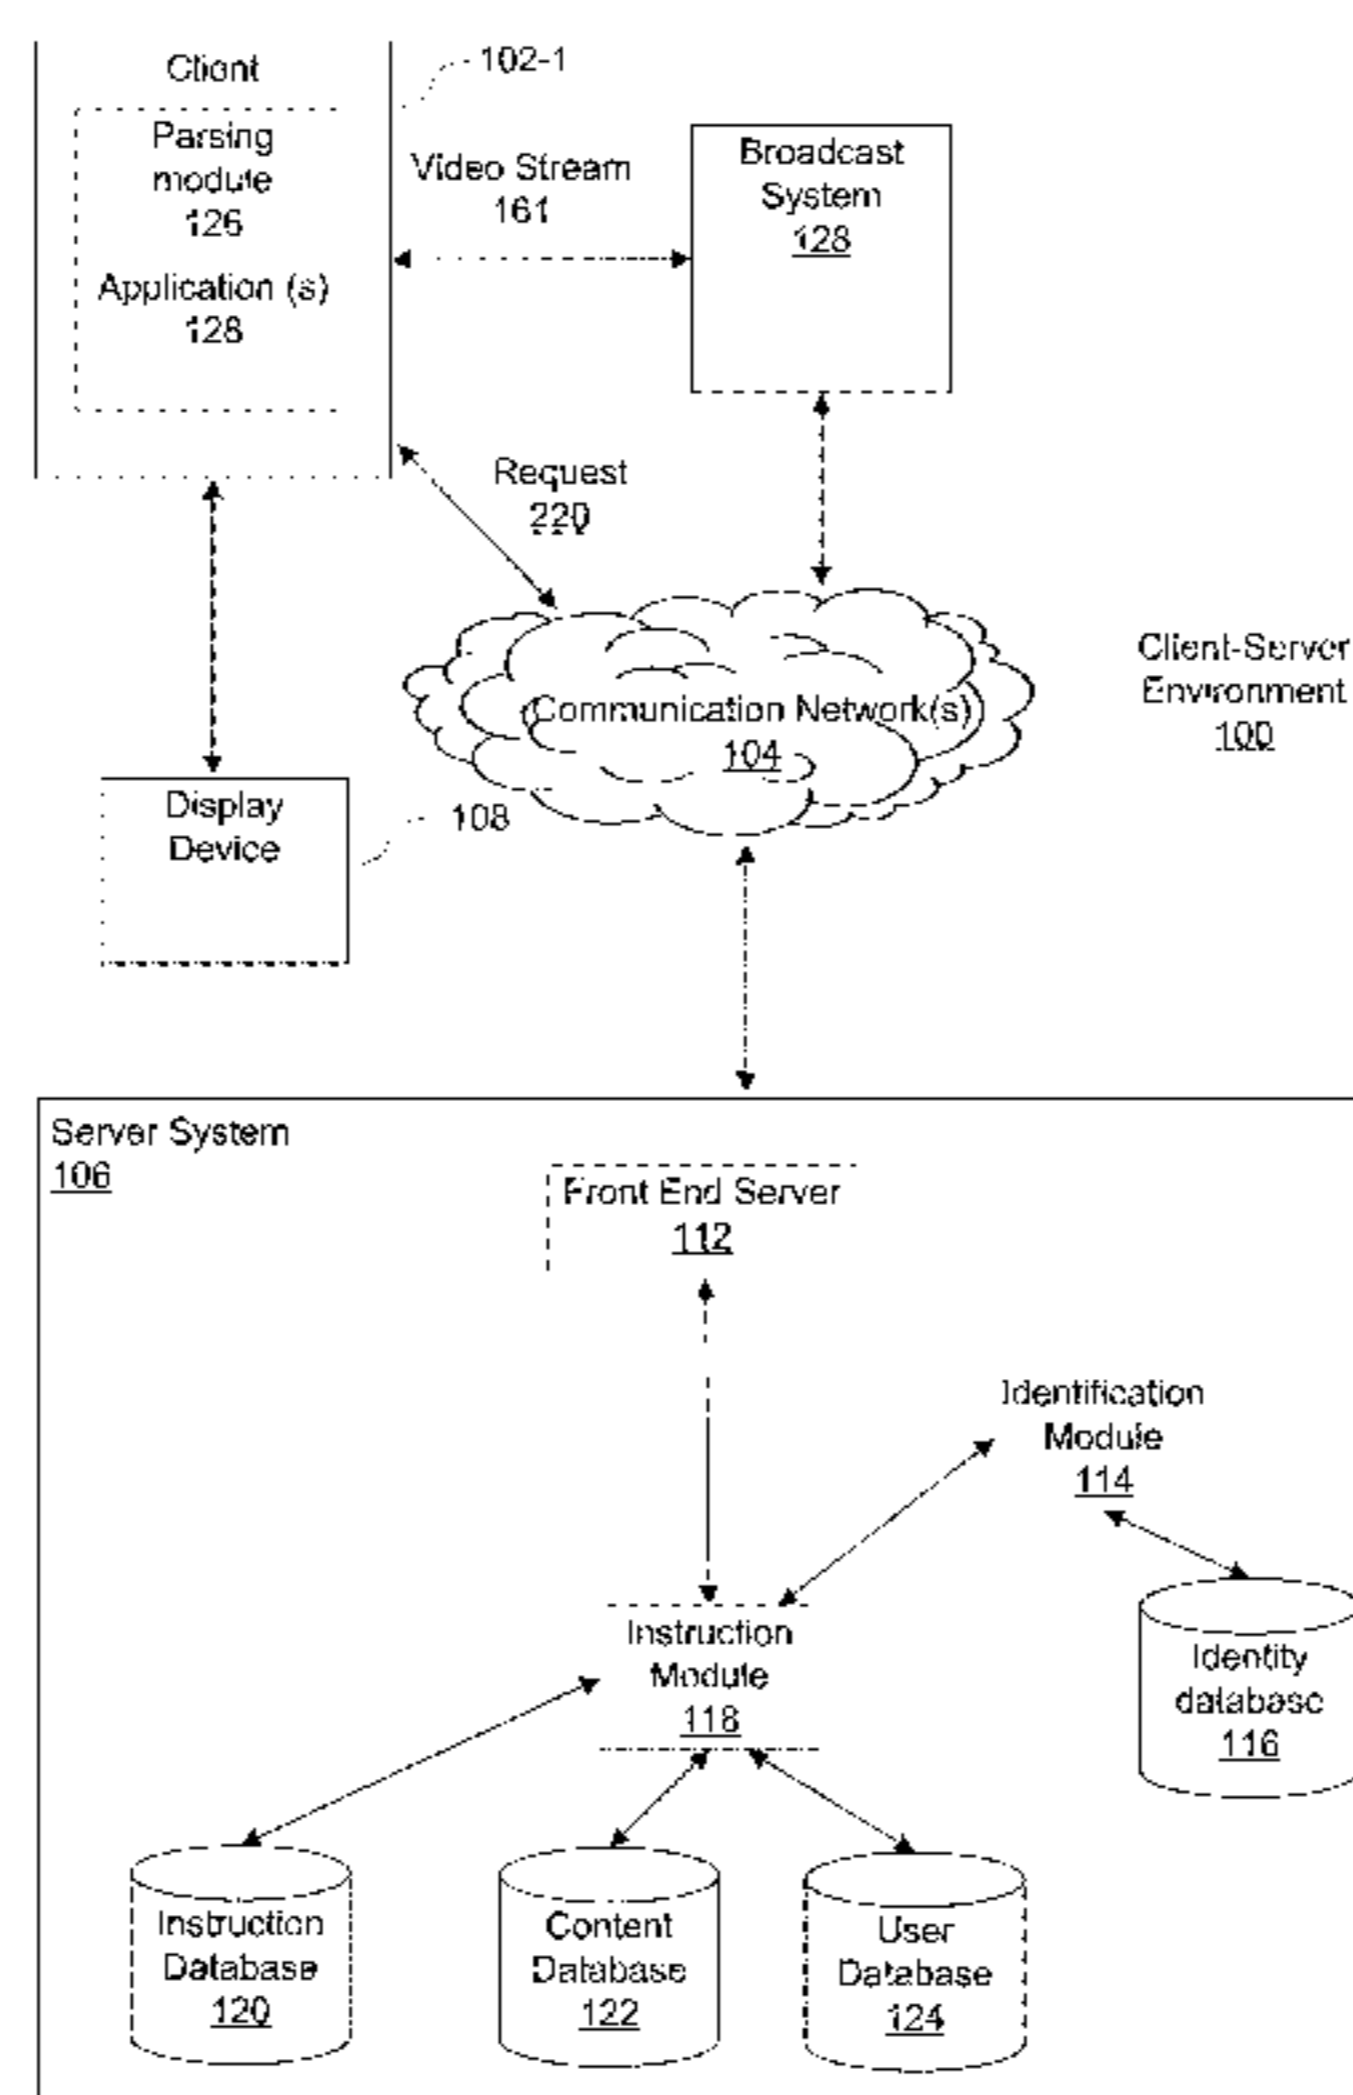 Client
102-1
Parsing
module
126
Application (s)
128
Video Stream
161
Broadcast
System
128
Request
220
Communication Network(s)
104
Client-Server
Environment
100
Display
Device
108
Server System
106
Front End Server
112
Identification
Module
114
Instruction
Module
118
Identity
database
116
Instruction
Database
120
Content
Database
122
User
Database
124